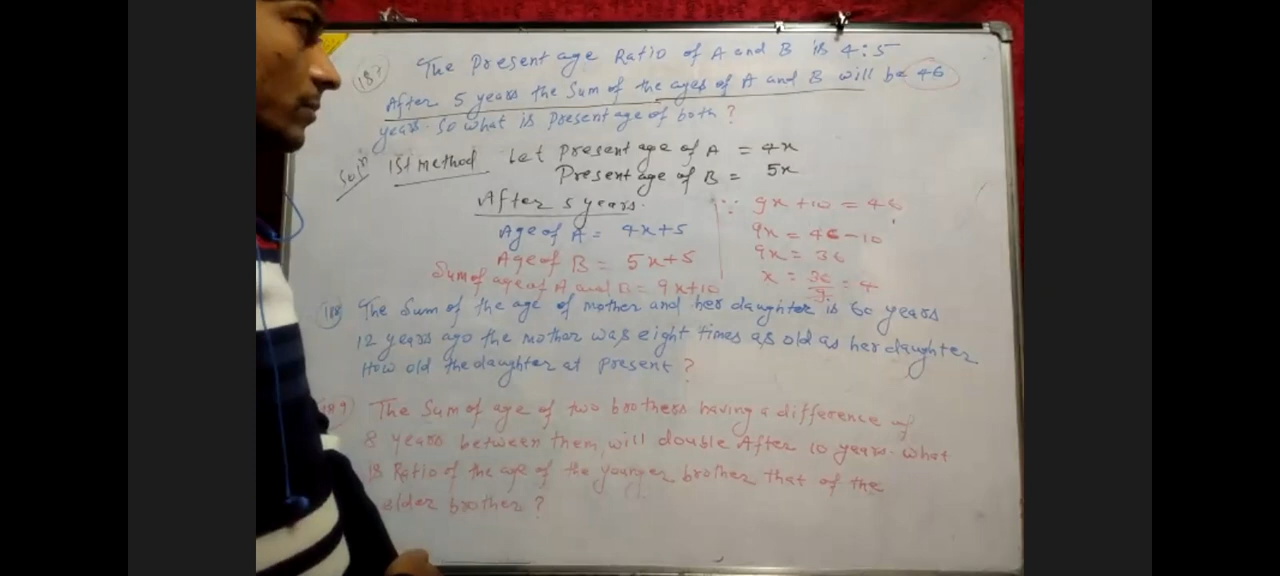 187
The Present age Ratio of A and B is 4:5
After 5 years the Sum of the ages of A and B will be 46
years. so what is Present age of both ?
Sol'n
Ist method Let Present age of A = 4x
Present age of B = 5x
After 5 years.
Age of A = 4x+5
Age of B = 5x+5
Sum of age of A and B = 9x+10
∵ 9x +10 = 46
9x = 46-10
9x = 36
x = 36/9 = 4
188 The Sum of the age of mother and her daughter is 60 years
12 years ago the mother was eight times as old as her daughter
How old the daughter at Present ?
189 The Sum of age of two brothers having a difference of
8 years between them, will double After 10 years. what
is Ratio of the age of the younger brother that of the
older brother ?